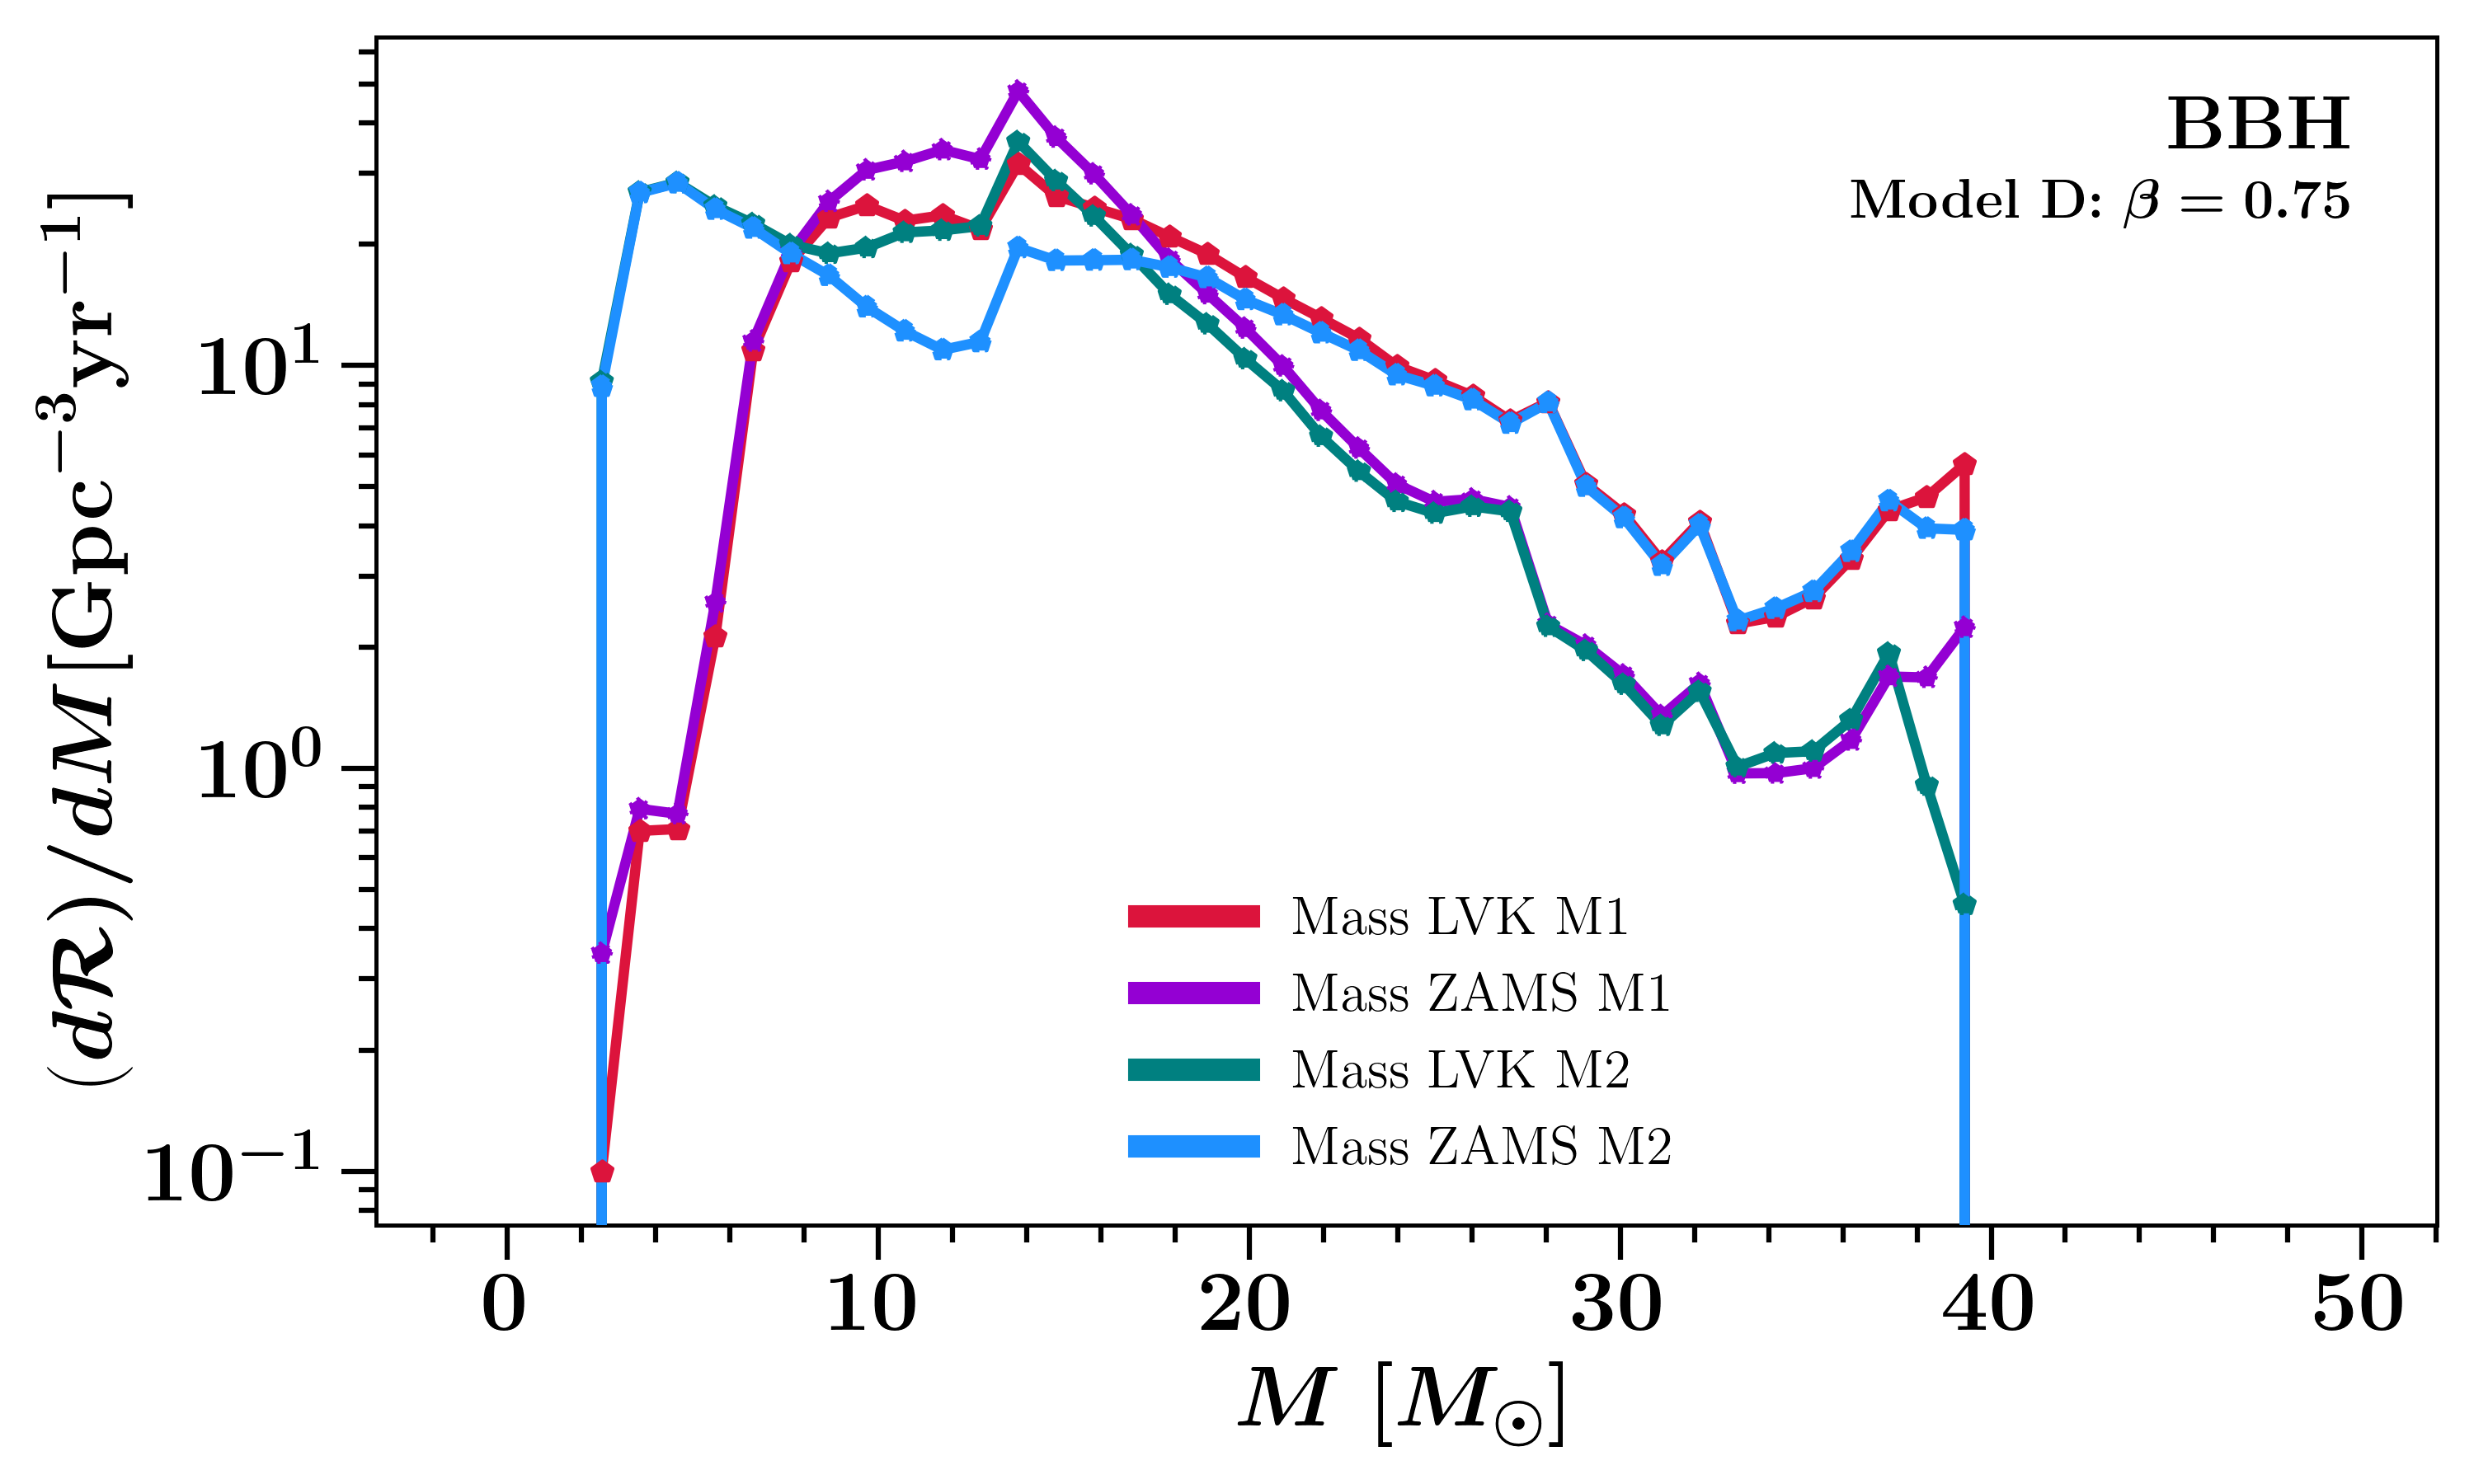 BBH
Model D: β = 0.75
(dℛ)/dM[Gpc⁻³yr⁻¹]
10¹
10⁰
10⁻¹
Mass LVK M1
Mass ZAMS M1
Mass LVK M2
Mass ZAMS M2
0 10 20 30 40 50
M [M⊙]